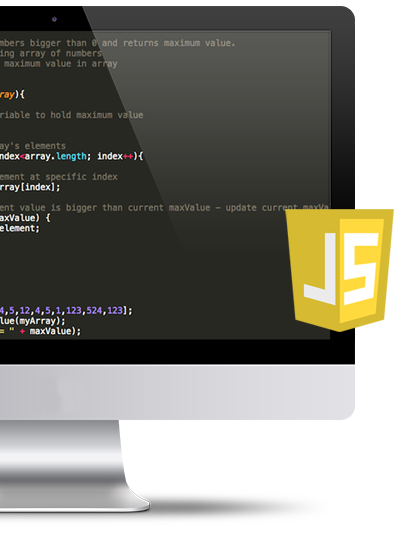 mbers bigger than 0 and returns maximum value.
ing array of numbers
maximum value in array
ray){
riable to hold maximum value
ay's elements
ndex<array.length; index++){
ement at specific index
rray[index];
ent value is bigger than current maxValue - update current maxVa
axValue) {
element;
4,5,12,4,5,1,123,524,123];
lue(myArray);
= " + maxValue);
JS